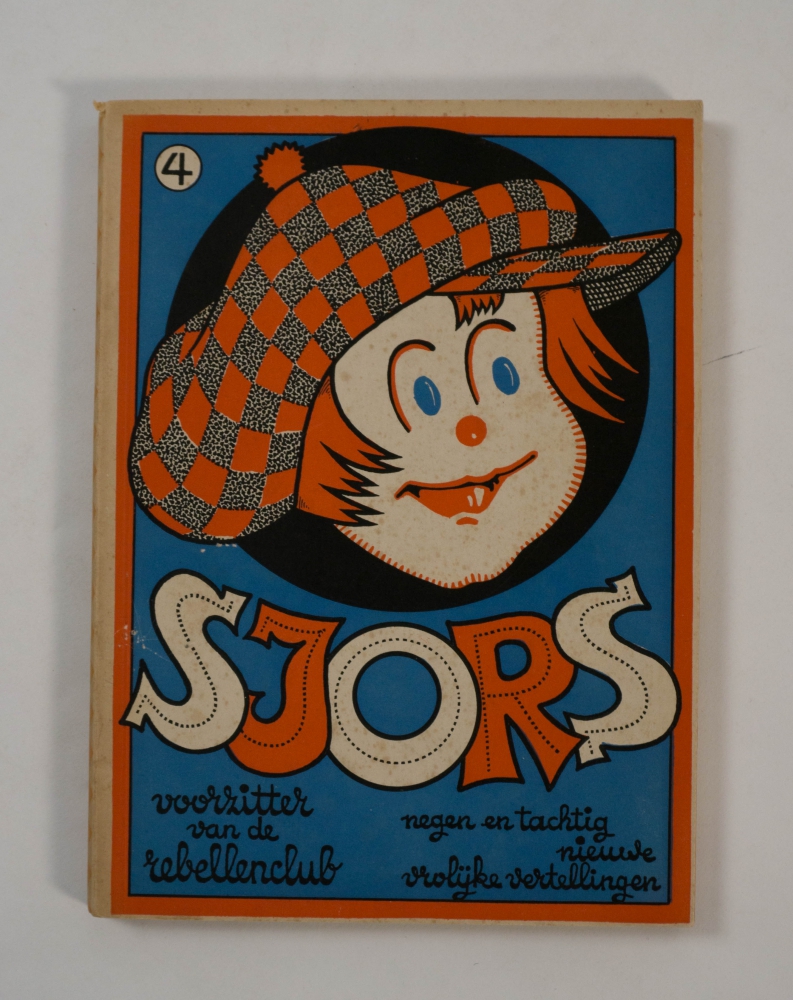 4
SJORS
voorzitter
van de
rebellenclub
negen en tachtig
nieuwe
vrolijke vertellingen